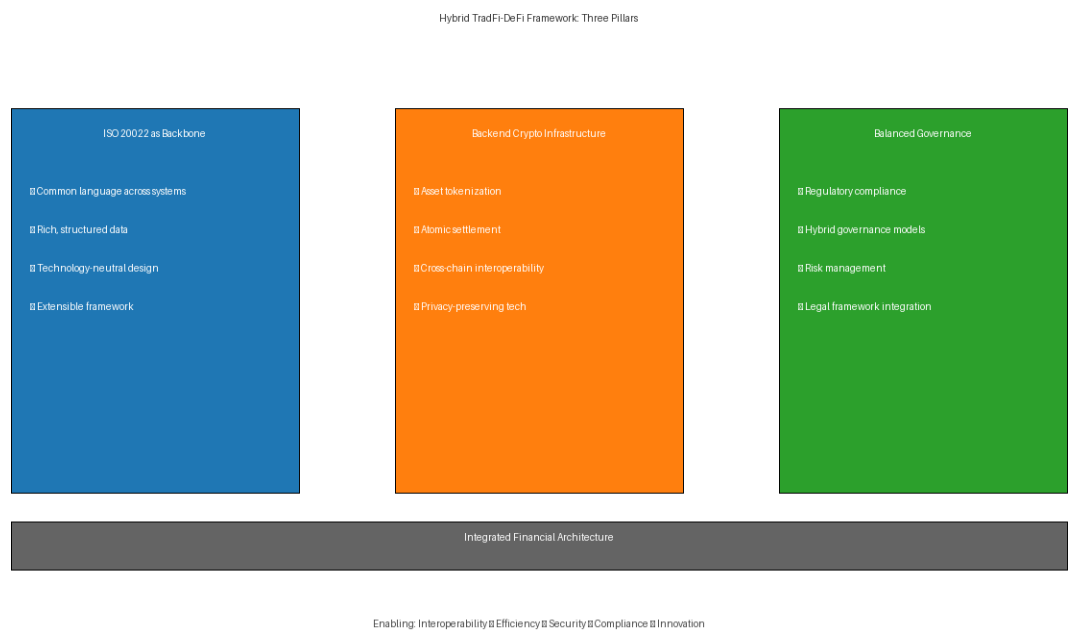 Hybrid TradFi-DeFi Framework: Three Pillars
ISO 20022 as Backbone
Common language across systems
Rich, structured data
Technology-neutral design
Extensible framework
Backend Crypto Infrastructure
Asset tokenization
Atomic settlement
Cross-chain interoperability
Privacy-preserving tech
Balanced Governance
Regulatory compliance
Hybrid governance models
Risk management
Legal framework integration
Integrated Financial Architecture
Enabling: Interoperability Efficiency Security Compliance Innovation